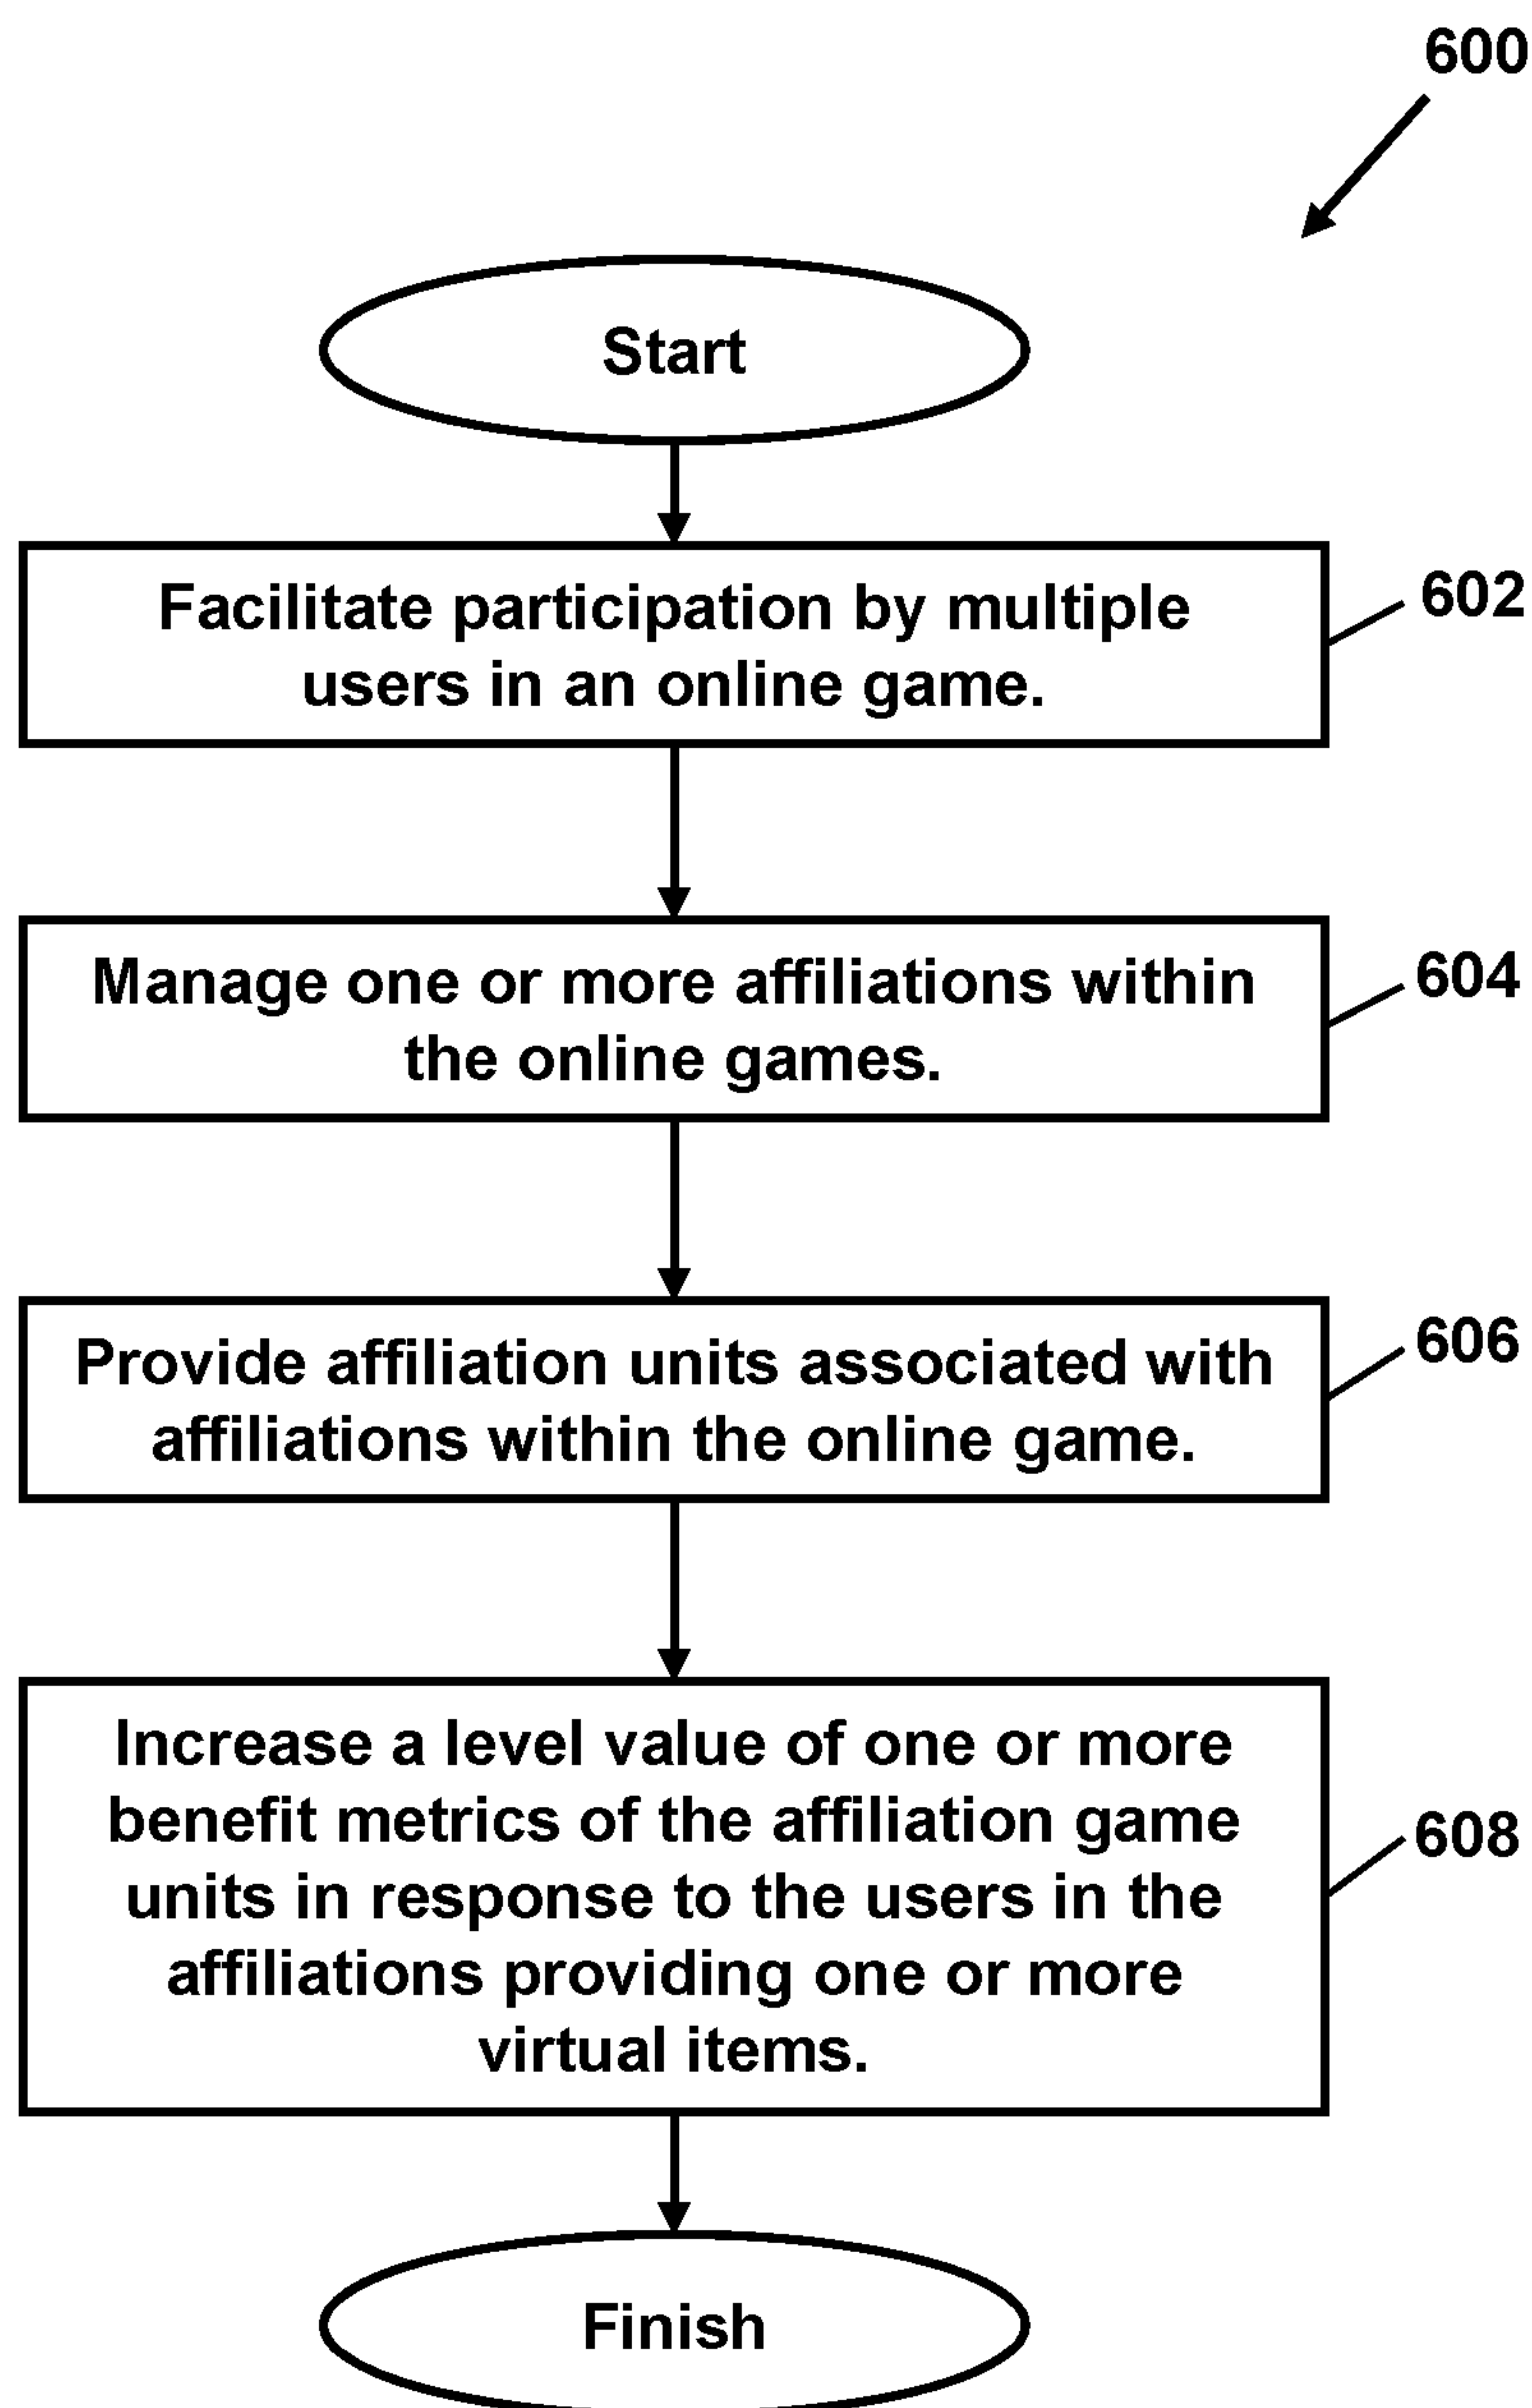 600
Start
Facilitate participation by multiple
users in an online game.
602
Manage one or more affiliations within
the online games.
604
Provide affiliation units associated with
affiliations within the online game.
606
Increase a level value of one or more
benefit metrics of the affiliation game
units in response to the users in the
affiliations providing one or more
virtual items.
608
Finish